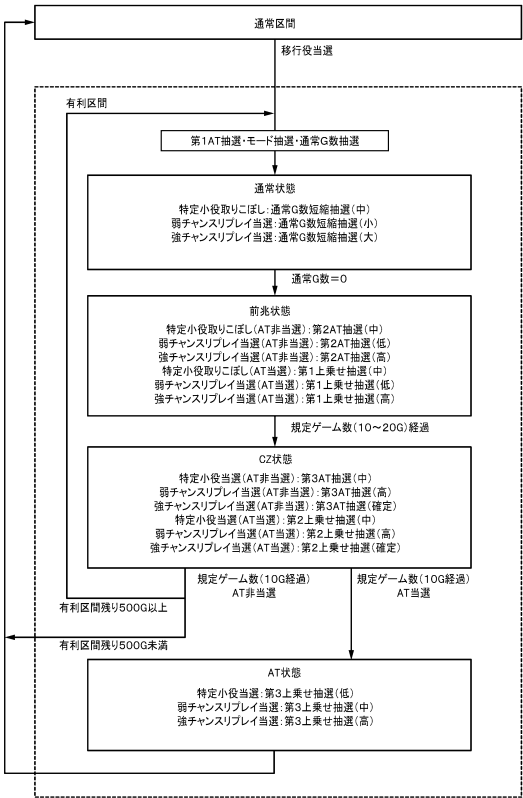 通常区間
移行役当選
有利区間
第1AT抽選・モード抽選・通常G数抽選
通常状態
特定小役取りこぼし：通常G数短縮抽選（中）
弱チャンスリプレイ当選：通常G数短縮抽選（小）
強チャンスリプレイ当選：通常G数短縮抽選（大）
通常G数＝0
前兆状態
特定小役取りこぼし（AT非当選）：第2AT抽選（中）
弱チャンスリプレイ当選（AT非当選）：第2AT抽選（低）
強チャンスリプレイ当選（AT非当選）：第2AT抽選（高）
特定小役取りこぼし（AT当選）：第1上乗せ抽選（中）
弱チャンスリプレイ当選（AT当選）：第1上乗せ抽選（低）
強チャンスリプレイ当選（AT当選）：第1上乗せ抽選（高）
規定ゲーム数（10～20G）経過
CZ状態
特定小役当選（AT非当選）：第3AT抽選（中）
弱チャンスリプレイ当選（AT非当選）：第3AT抽選（高）
強チャンスリプレイ当選（AT非当選）：第3AT抽選（確定）
特定小役当選（AT当選）：第2上乗せ抽選（中）
弱チャンスリプレイ当選（AT当選）：第2上乗せ抽選（高）
強チャンスリプレイ当選（AT当選）：第2上乗せ抽選（確定）
規定ゲーム数（10G経過）
AT非当選
規定ゲーム数（10G経過）
AT当選
有利区間残り500G以上
有利区間残り500G未満
AT状態
特定小役当選：第3上乗せ抽選（低）
弱チャンスリプレイ当選：第3上乗せ抽選（中）
強チャンスリプレイ当選：第3上乗せ抽選（高）